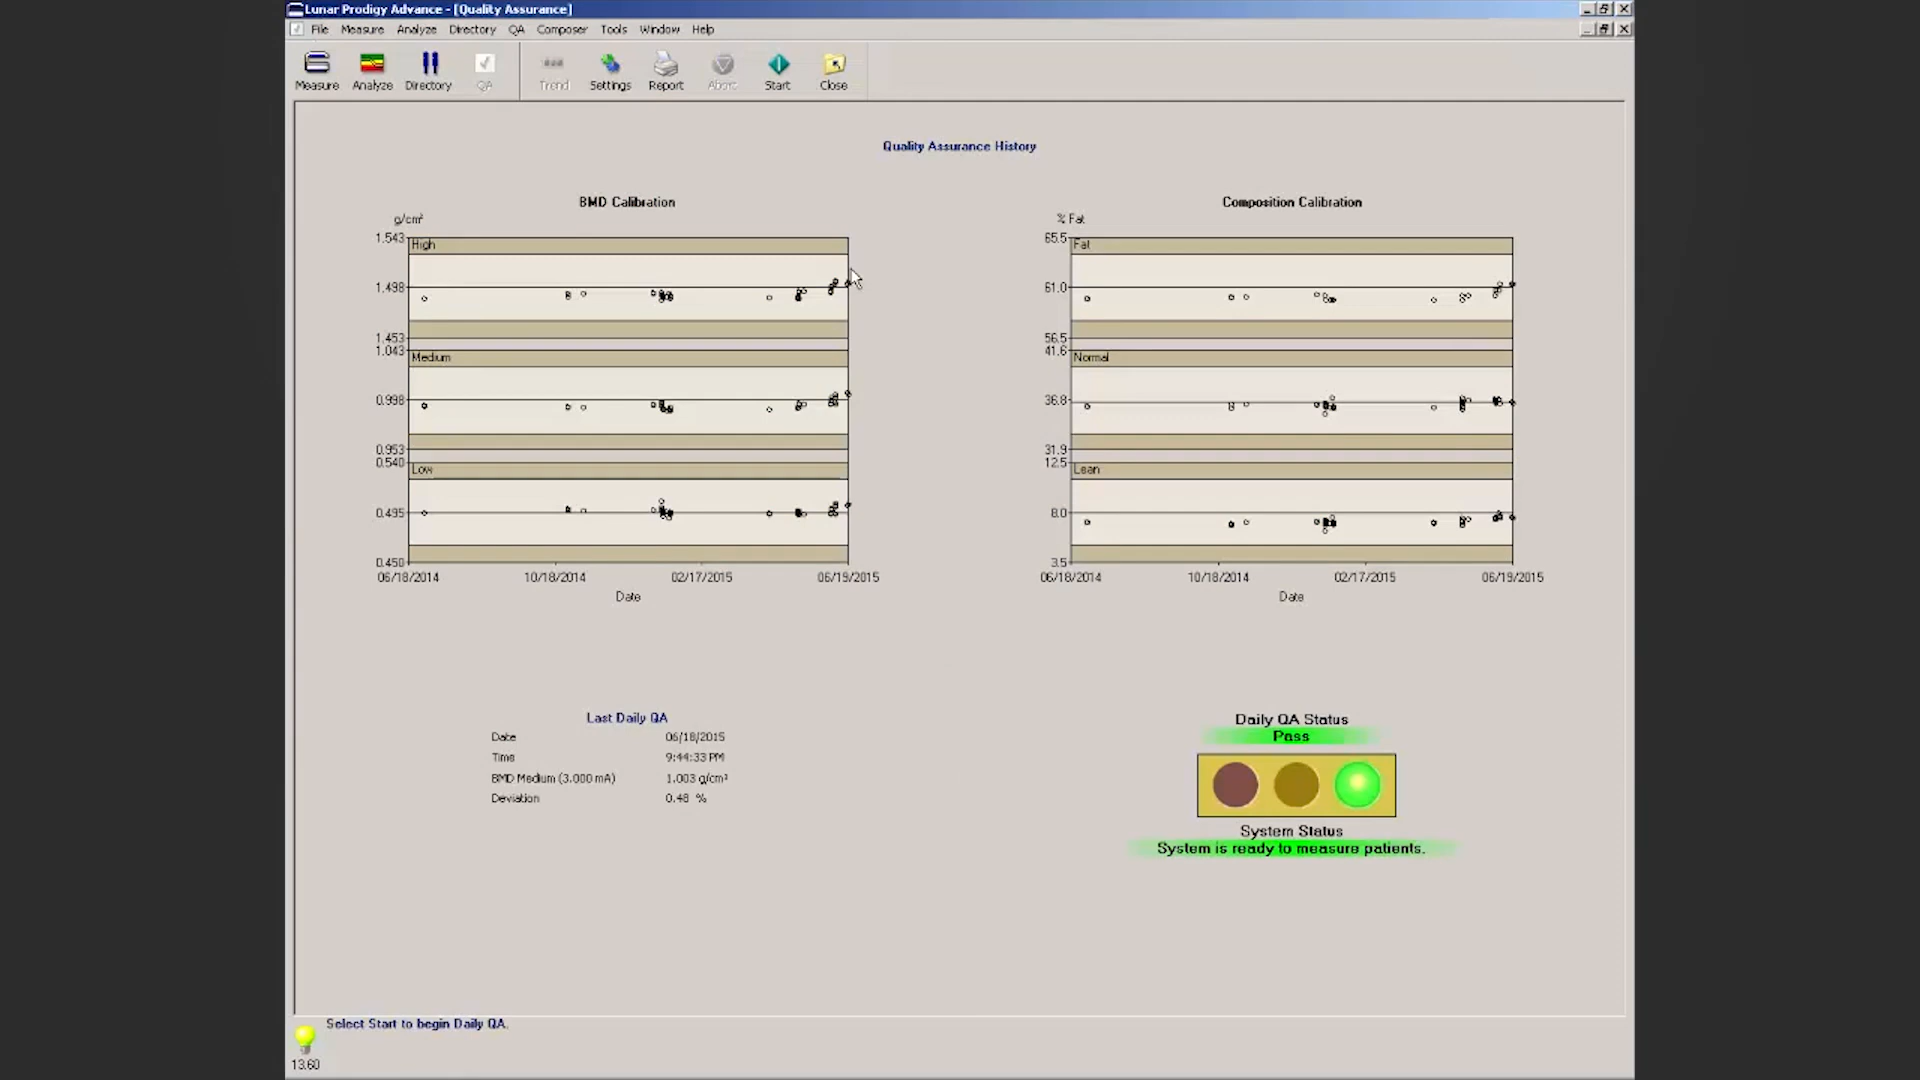 Lunar Prodigy Advance - [Quality Assurance]
File Measure Analyze Directory QA Composer Tools Window Help
Measure Analyze Directory QA Trend Settings Report Abort Start Close
Quality Assurance History
BMD Calibration
g/cm²
1.543
High
1.498
1.453
1.043
Medium
0.998
0.953
0.540
Low
0.495
0.450
06/18/2014 10/18/2014 02/17/2015 06/19/2015
Date
Composition Calibration
% Fat
65.5
Fat
61.0
56.5
41.6
Normal
36.8
31.9
12.5
Lean
8.0
3.5
06/18/2014 10/18/2014 02/17/2015 06/19/2015
Date
Last Daily QA
Date 06/18/2015
Time 9:44:33 PM
BMD Medium (3.000 mA) 1.003 g/cm²
Deviation 0.48 %
Daily QA Status
Pass
System Status
System is ready to measure patients.
Select Start to begin Daily QA.
13.60